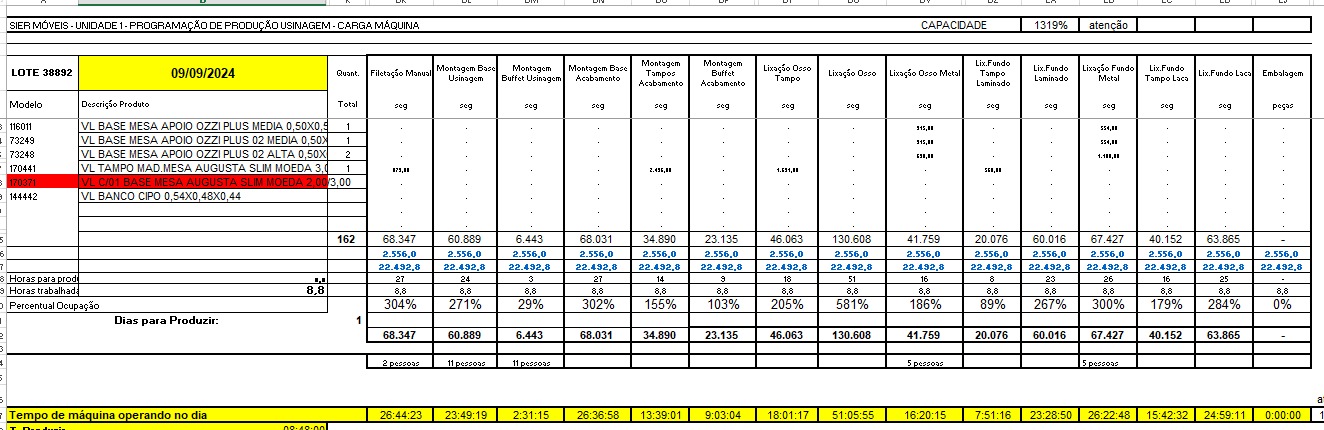 SIER MÓVEIS - UNIDADE 1 - PROGRAMAÇÃO DE PRODUÇÃO USINAGEM - CARGA MÁQUINA CAPACIDADE 1319% atenção
LOTE 38892 09/09/2024 Quant. Filetação Manual Montagem Base Usinagem Montagem Buffet Usinagem Montagem Base Acabamento Montagem Tampos Acabamento Montagem Buffet Acabamento Lixação Osso Tampo Lixação Osso Lixação Osso Metal Lix.Fundo Tampo Laminado Lix.Fundo Laminado Lixação Fundo Metal Lix.Fundo Tampo Laca Lix.Fundo Laca Embalagem
Modelo Descrição Produto Total seg seg seg seg seg seg seg seg seg seg seg seg seg seg peças
116011 VL BASE MESA APOIO OZZI PLUS MEDIA 0,50X0,5 1 - - - - - - - - 315,00 - - 554,00 - - -
73249 VL BASE MESA APOIO OZZI PLUS 02 MEDIA 0,50X 1 - - - - - - - - 315,00 - - 554,00 - - -
73248 VL BASE MESA APOIO OZZI PLUS 02 ALTA 0,50X 2 - - - - - - - - 630,00 - - 1.108,00 - - -
170441 VL TAMPO MAD.MESA AUGUSTA SLIM MOEDA 3,0 1 - - - - - - - - - - -
170371 VL C/01 BASE MESA AUGUSTA SLIM MOEDA 2,00/3,00 - - - - - - - - - - - - - - -
144442 VL BANCO CIPO 0,54X0,48X0,44 - - - - - - - - - - - - - - -
162 68.347 60.889 6.443 68.031 34.890 23.135 46.063 130.608 41.759 20.076 60.016 67.427 40.152 63.865 -
2.556,0 2.556,0 2.556,0 2.556,0 2.556,0 2.556,0 2.556,0 2.556,0 2.556,0 2.556,0 2.556,0 2.556,0 2.556,0 2.556,0 2.556,0
22.492,8 22.492,8 22.492,8 22.492,8 22.492,8 22.492,8 22.492,8 22.492,8 22.492,8 22.492,8 22.492,8 22.492,8 22.492,8 22.492,8 22.492,8
Horas para prod 27 24 3 27 14 9 18 51 16 8 23 26 16 25 -
Horas trabalhada 8,8 8,8 8,8 8,8 8,8 8,8 8,8 8,8 8,8 8,8 8,8 8,8 8,8 8,8 8,8 8,8
Percentual Ocupação 304% 271% 29% 302% 155% 103% 205% 581% 186% 89% 267% 300% 179% 284% 0%
Dias para Produzir: 1
68.347 60.889 6.443 68.031 34.890 23.135 46.063 130.608 41.759 20.076 60.016 67.427 40.152 63.865 -
2 pessoas 11 pessoas 11 pessoas 5 pessoas 5 pessoas
Tempo de máquina operando no dia 26:44:23 23:49:19 2:31:15 26:36:58 13:39:01 9:03:04 18:01:17 51:05:55 16:20:15 7:51:16 23:28:50 26:22:48 15:42:32 24:59:11 0:00:00